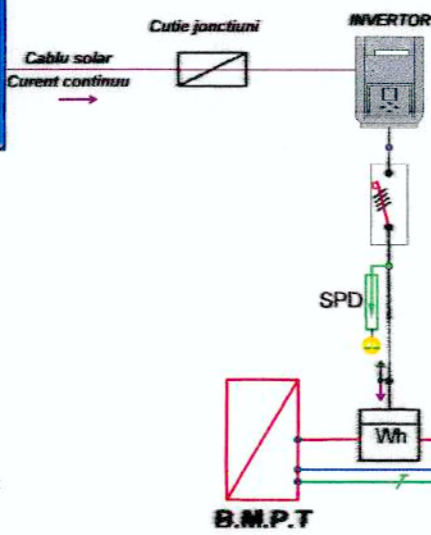 Cutie jonctiuni
INVERTOR
Cablu solar
Curent continuu
SPD
Wh
B.M.P.T